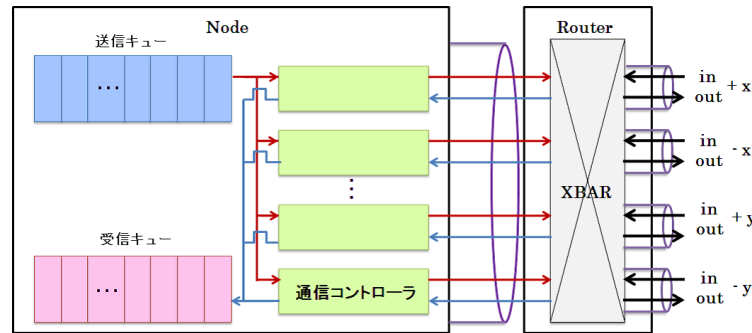 Node
Router
送信キュー
...
in
out
+ x
in
out
- x
⋮
XBAR
in
out
+ y
受信キュー
...
通信コントローラ
in
out
- y